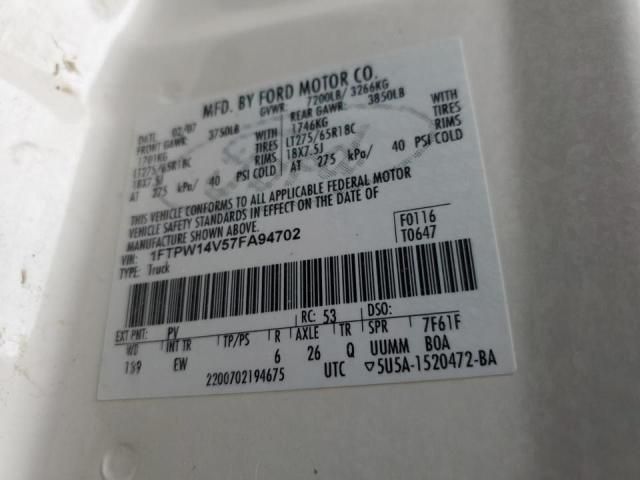 MFD. BY FORD MOTOR CO.
DATE: 02/07 GVWR: 7200LB/ 3266KG
FRONT GAWR: 3750LB REAR GAWR: 3850LB
1701KG WITH 1746KG WITH
LT275/65R18C TIRES LT275/65R18C TIRES
18X7.5J RIMS 18X7.5J RIMS
AT 275 kPa/ 40 PSI COLD AT 275 kPa/ 40 PSI COLD
THIS VEHICLE CONFORMS TO ALL APPLICABLE FEDERAL MOTOR
VEHICLE SAFETY STANDARDS IN EFFECT ON THE DATE OF
MANUFACTURE SHOWN ABOVE.
VIN: 1FTPW14V57FA94702 F0116
TYPE: Truck T0647
EXT PNT: PV RC: 53 DSO:
WB INT TR TP/PS R AXLE TR SPR 7F61F
139 EW 6 26 Q UUMM BOA
2200702194675 UTC ▽5U5A-1520472-BA